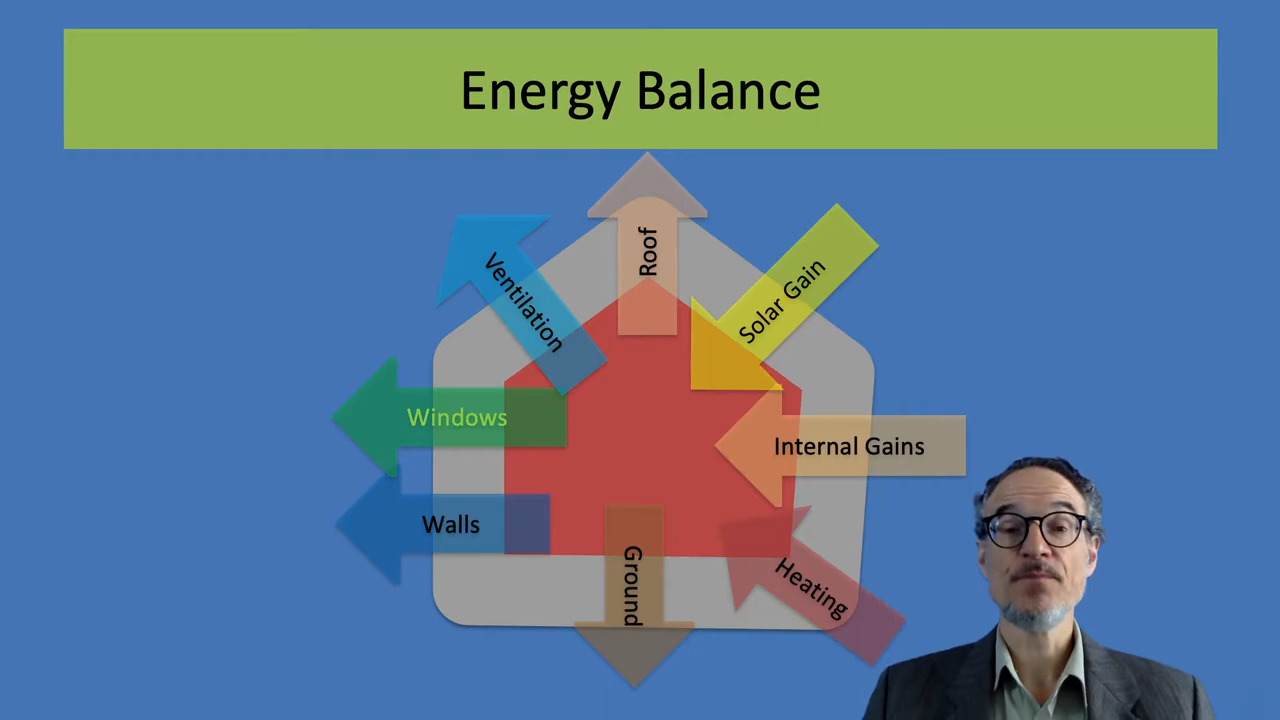 Energy Balance
Roof
Ventilation
Solar Gain
Windows
Internal Gains
Walls
Ground
Heating